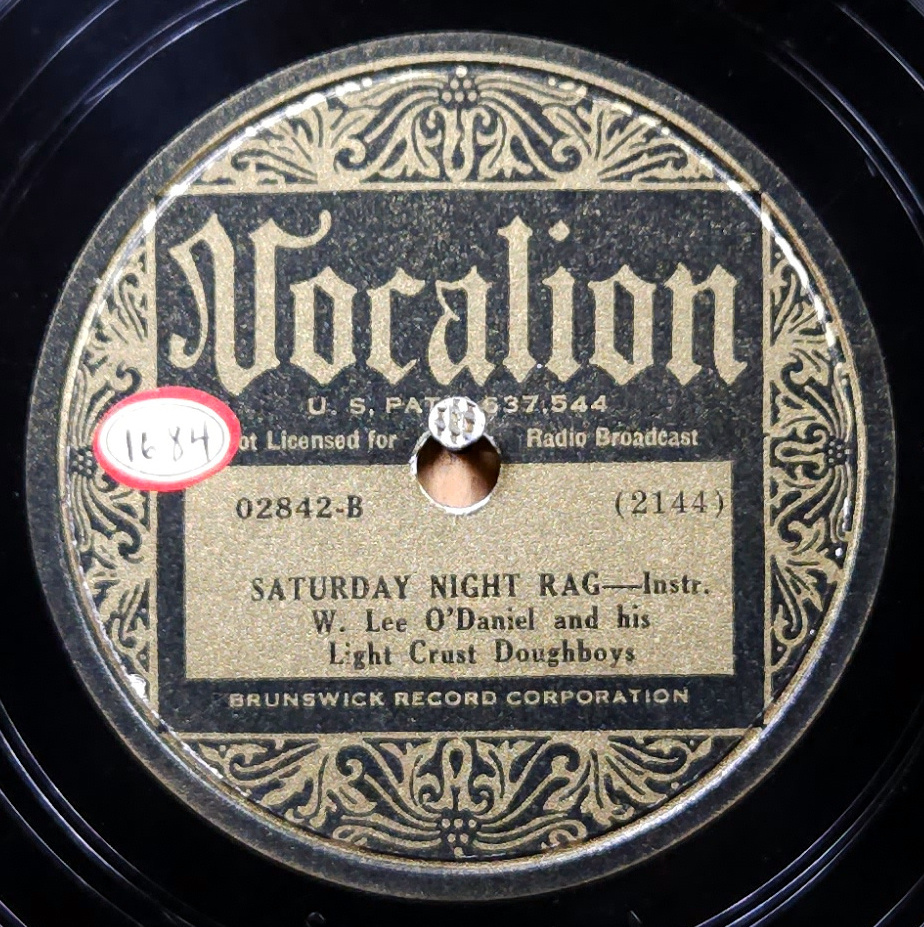 Vocalion
U. S. PAT. 1,637,544
ot Licensed for Radio Broadcast
1684
02842-B (2144)
SATURDAY NIGHT RAG—Instr.
W. Lee O'Daniel and his
Light Crust Doughboys
BRUNSWICK RECORD CORPORATION